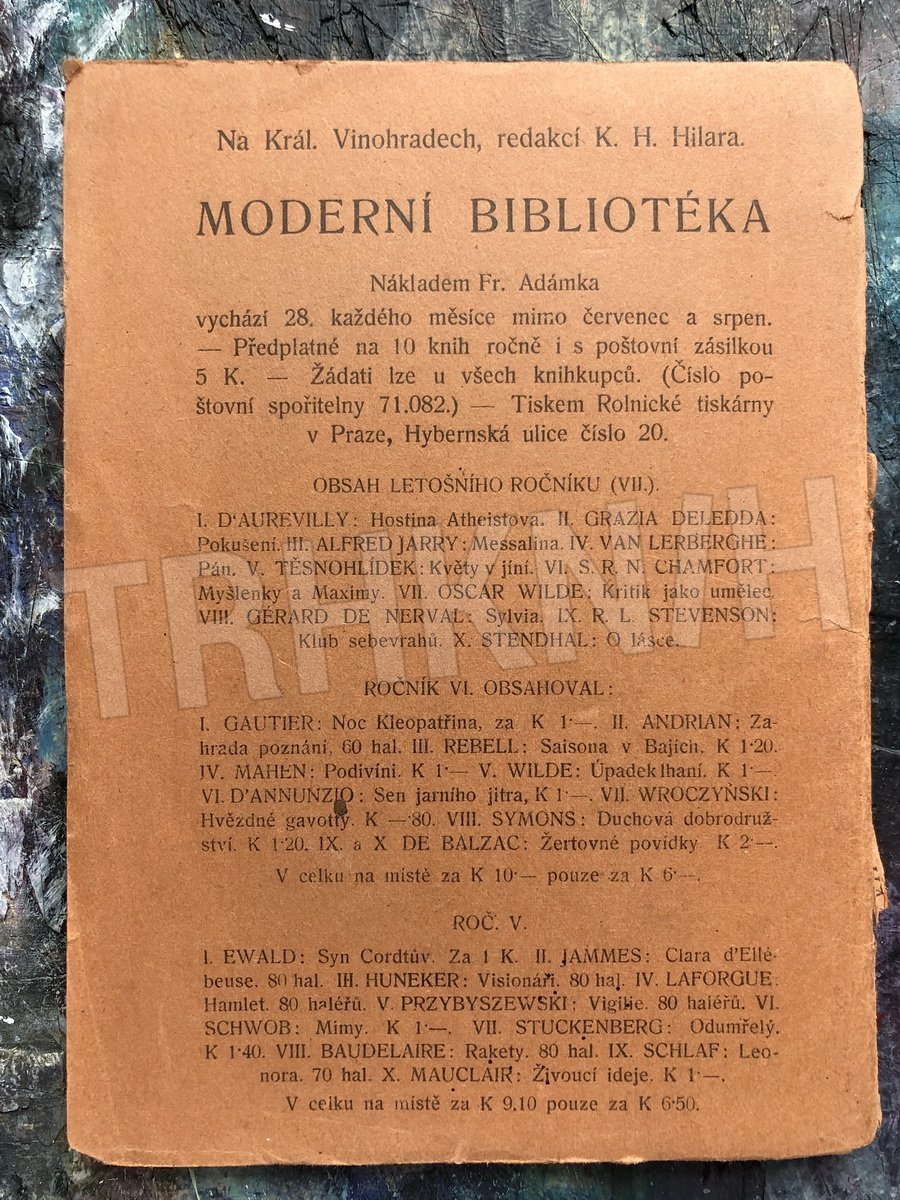 Na Král. Vinohradech, redakcí K. H. Hilara.
MODERNÍ BIBLIOTÉKA
Nákladem Fr. Adámka
vychází 28. každého měsíce mimo červenec a srpen.
— Předplatné na 10 knih ročně i s poštovní zásilkou
5 K. — Žádati lze u všech knihkupců. (Číslo po-
štovní spořitelny 71.082.) — Tiskem Rolnické tiskárny
v Praze, Hybernská ulice číslo 20.
OBSAH LETOŠNÍHO ROČNÍKU (VII.).
I. D'AUREVILLY: Hostina Atheistova. II. GRAZIA DELEDDA:
Pokušení. III. ALFRED JARRY: Messalina. IV. VAN LERBERGHE:
Pán. V. TĚSNOHLÍDEK: Květy v jíní. VI. S. R. N. CHAMFORT:
Myšlenky a Maximy. VII. OSCAR WILDE: Kritik jako umělec.
VIII. GÉRARD DE NERVAL: Sylvia. IX. R. L. STEVENSON:
Klub sebevrahů. X. STENDHAL: O lásce.
TRHKNIH
ROČNÍK VI. OBSAHOVAL:
I. GAUTIER: Noc Kleopatřina, za K 1·—. II. ANDRIAN: Za-
hrada poznání, 60 hal. III. REBELL: Saisona v Bajích. K 1·20.
IV. MAHEN: Podivíni. K 1·— V. WILDE: Úpadek lhaní. K 1·—.
VI. D'ANNUNZIO: Sen jarního jitra, K 1·—. VII. WROCZYŃSKI:
Hvězdné gavotty. K —·80. VIII. SYMONS: Duchová dobrodruž-
ství. K 1·20. IX. a X DE BALZAC: Žertovné povídky K 2·—.
V celku na místě za K 10·— pouze za K 6·—.
ROČ. V.
I. EWALD: Syn Cordtův. Za 1 K. II. JAMMES: Clara d'Ellé-
beuse. 80 hal. III. HUNEKER: Visionáři. 80 hal. IV. LAFORGUE:
Hamlet. 80 haléřů. V. PRZYBYSZEWSKI: Vigilie. 80 haléřů. VI.
SCHWOB: Mimy. K 1·—. VII. STUCKENBERG: Odumřelý.
K 1·40. VIII. BAUDELAIRE: Rakety. 80 hal. IX. SCHLAF: Leo-
nora. 70 hal. X. MAUCLAIR: Živoucí ideje. K 1·—.
V celku na místě za K 9.10 pouze za K 6·50.